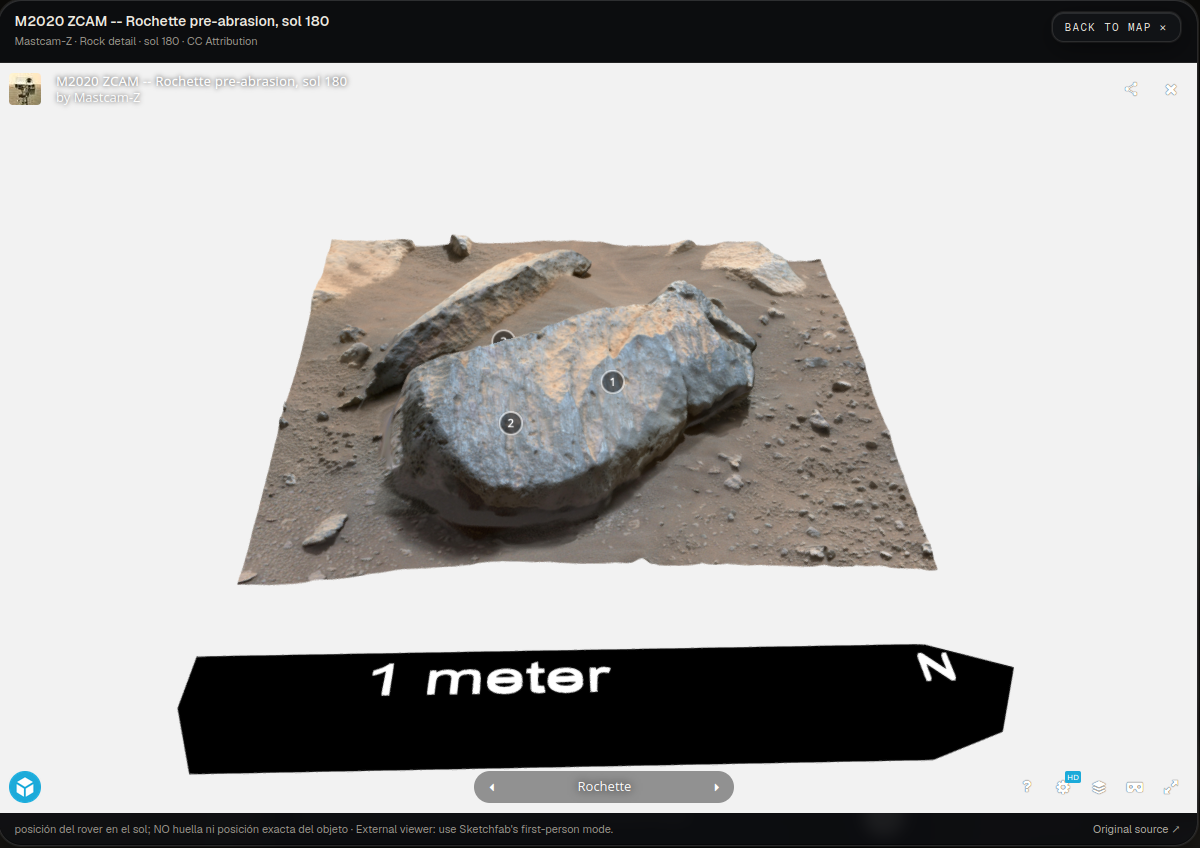 M2020 ZCAM -- Rochette pre-abrasion, sol 180
Mastcam-Z · Rock detail · sol 180 · CC Attribution
BACK TO MAP ×
M2020 ZCAM -- Rochette pre-abrasion, sol 180
by Mastcam-Z
1
2
1 meter
N
HD
Rochette
?
posición del rover en el sol; NO huella ni posición exacta del objeto · External viewer: use Sketchfab's first-person mode.
Original source ↗